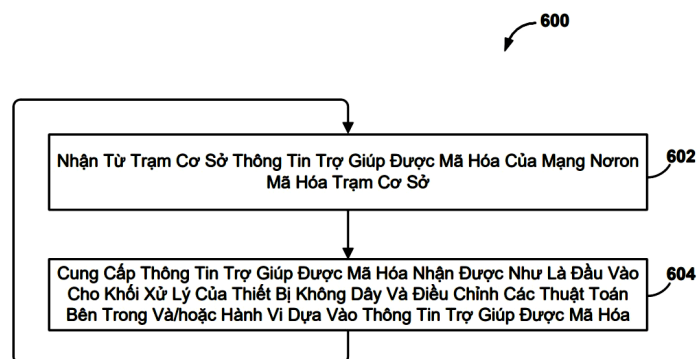 600
Nhận Từ Trạm Cơ Sở Thông Tin Trợ Giúp Được Mã Hóa Của Mạng Nơron
Mã Hóa Trạm Cơ Sở
602
Cung Cấp Thông Tin Trợ Giúp Được Mã Hóa Nhận Được Như Là Đầu Vào
Cho Khối Xử Lý Của Thiết Bị Không Dây Và Điều Chỉnh Các Thuật Toán
Bên Trong Và/hoặc Hành Vi Dựa Vào Thông Tin Trợ Giúp Được Mã Hóa
604